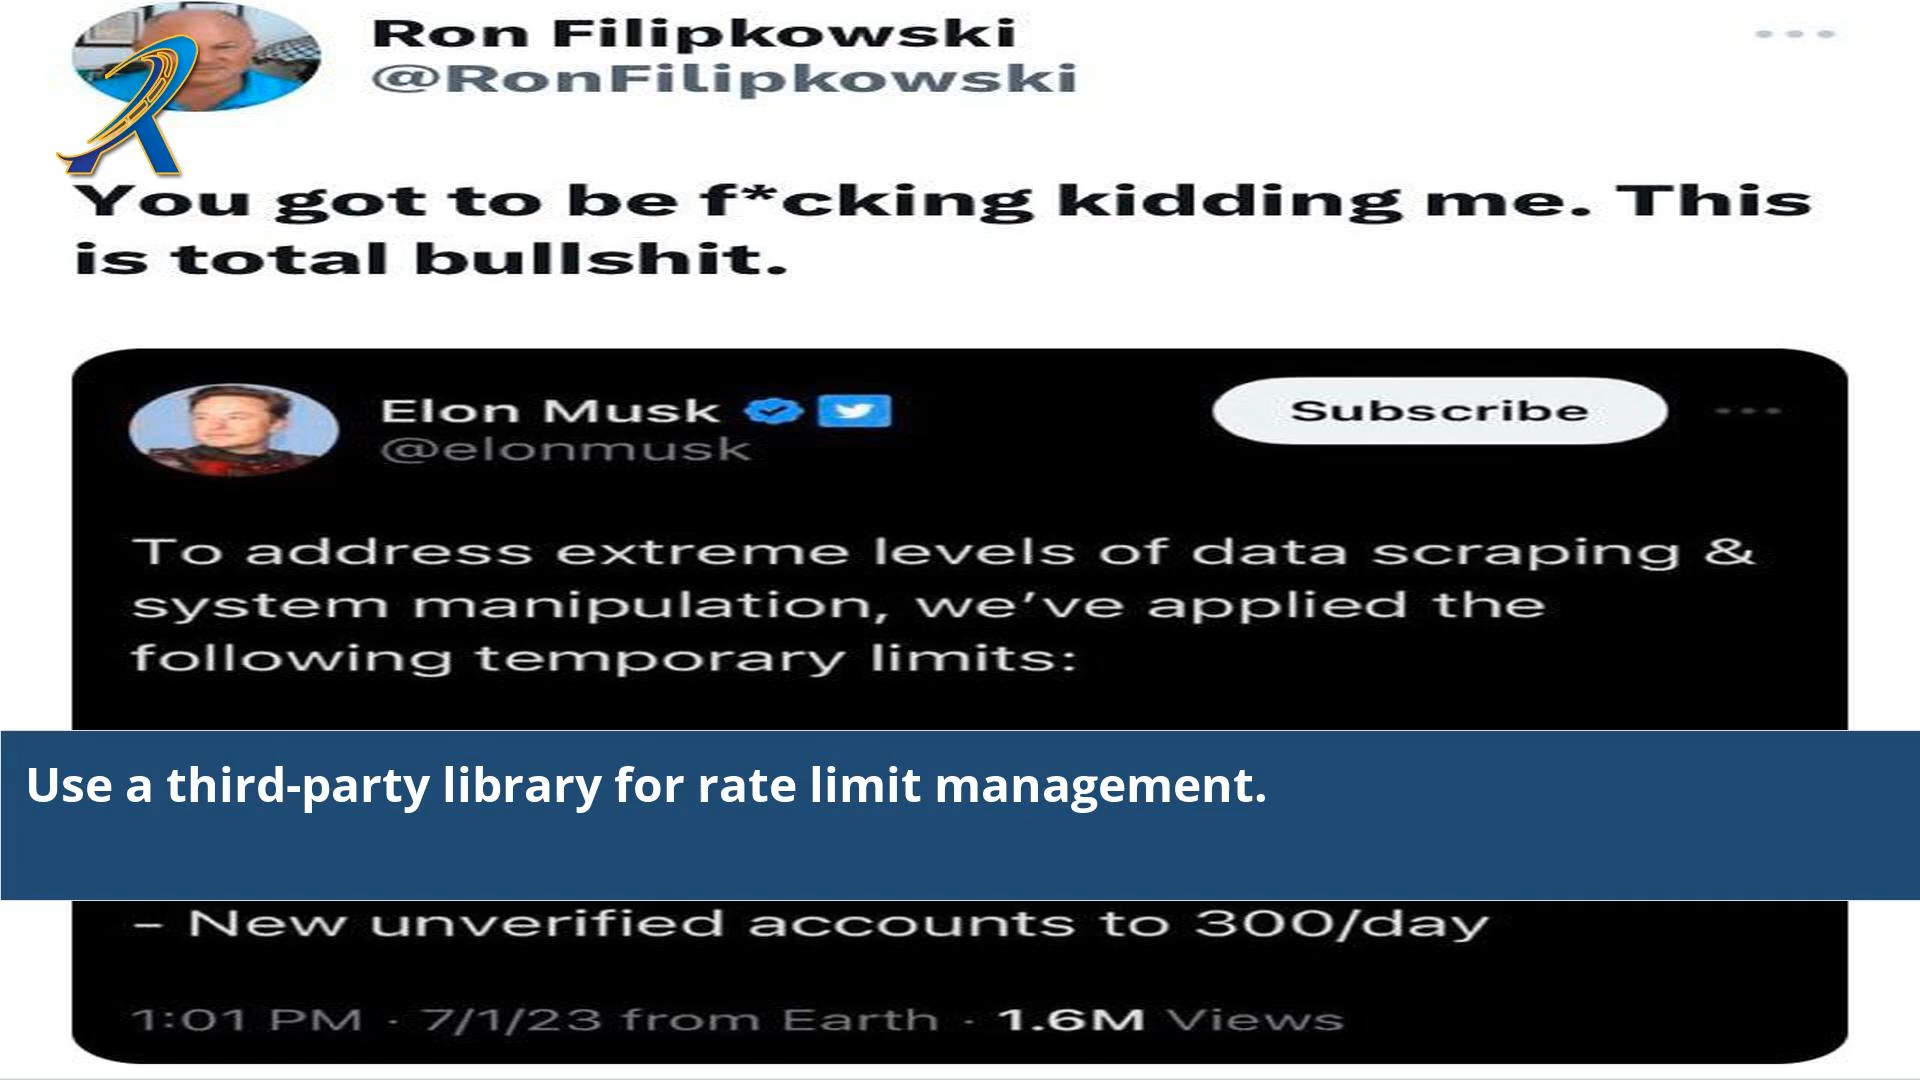 Ron Filipkowski
@RonFilipkowski
You got to be f*cking kidding me. This
is total bullshit.
Elon Musk
@elonmusk
Subscribe
To address extreme levels of data scraping &
system manipulation, we’ve applied the
following temporary limits:
Use a third-party library for rate limit management.
- New unverified accounts to 300/day
1:01 PM · 7/1/23 from Earth · 1.6M Views